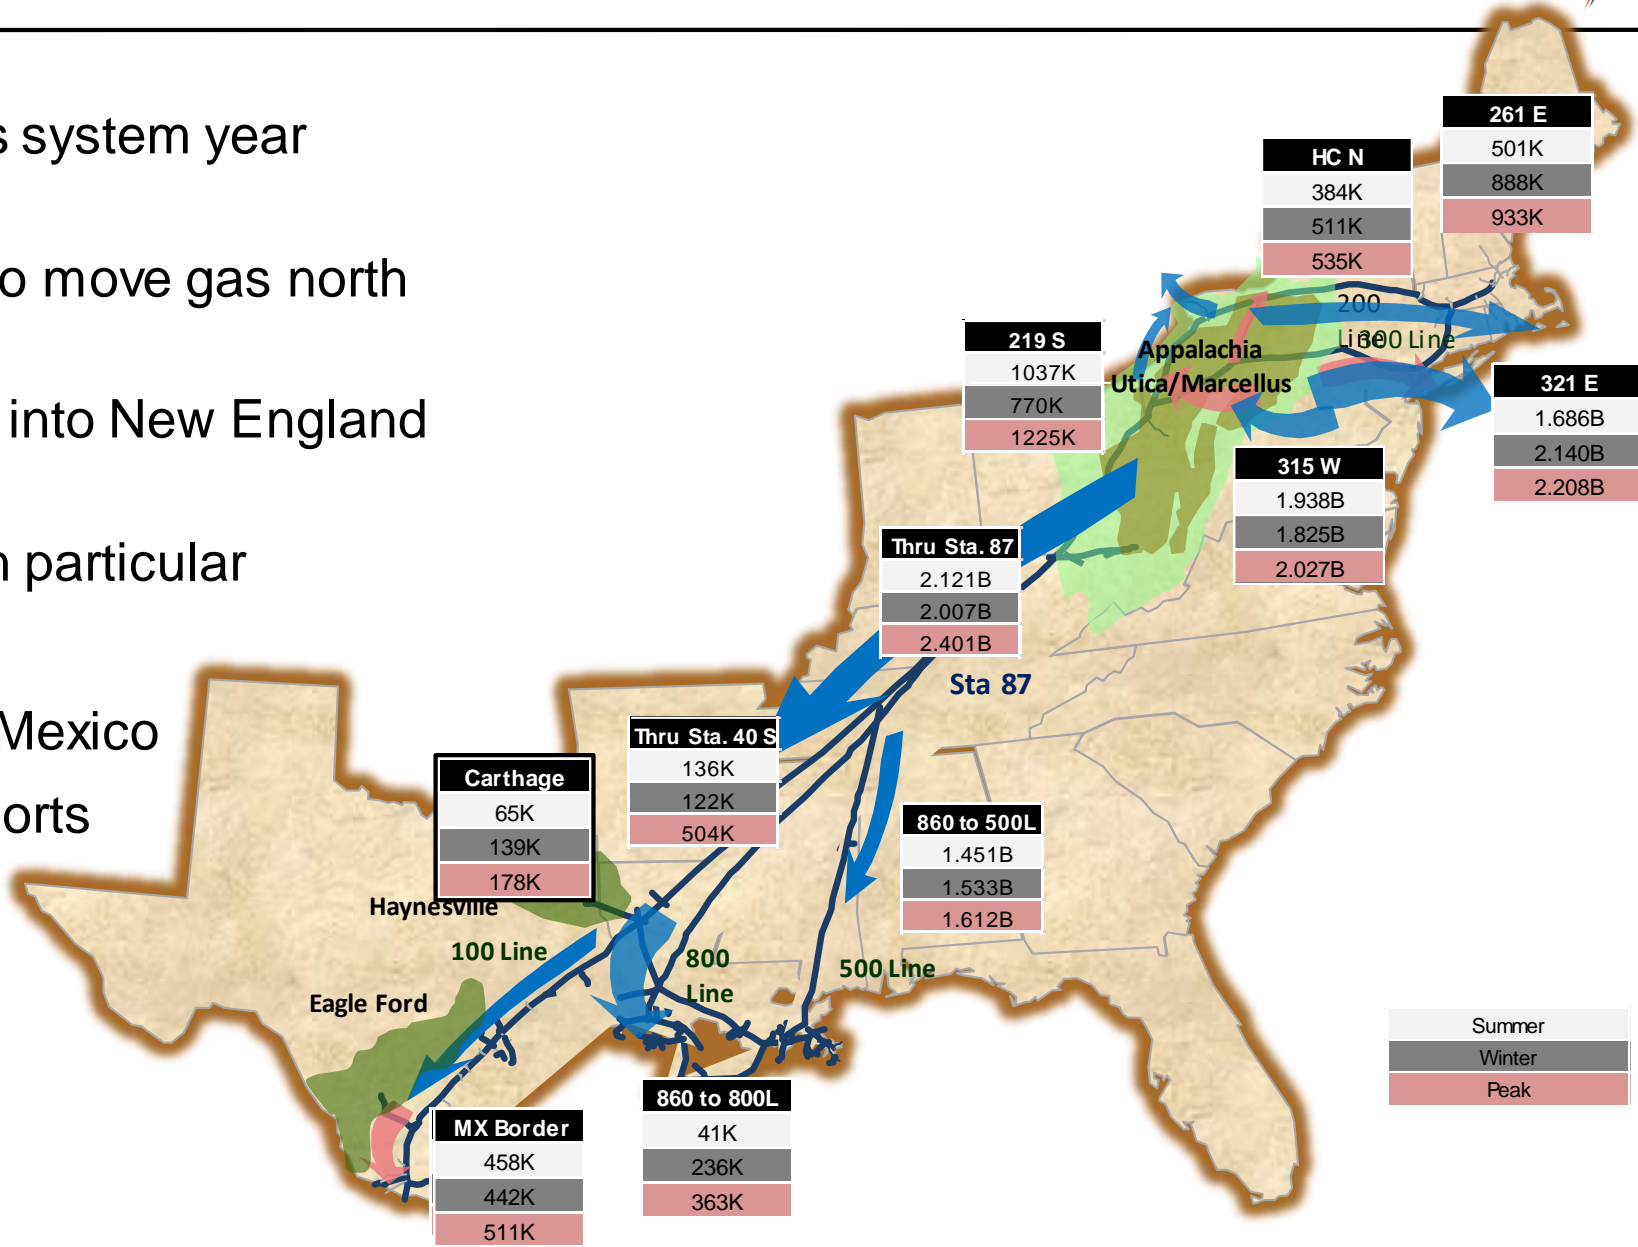 s system year
o move gas north
into New England
n particular
Mexico
orts
261 E
501K
888K
933K
HC N
384K
511K
535K
200
Line
300 Line
219 S
1037K
770K
1225K
Appalachia
Utica/Marcellus
321 E
1.686B
2.140B
2.208B
315 W
1.938B
1.825B
2.027B
Thru Sta. 87
2.121B
2.007B
2.401B
Sta 87
Thru Sta. 40 S
136K
122K
504K
Carthage
65K
139K
178K
Haynesville
860 to 500L
1.451B
1.533B
1.612B
100 Line
800
Line
500 Line
Eagle Ford
860 to 800L
41K
236K
363K
MX Border
458K
442K
511K
Summer
Winter
Peak